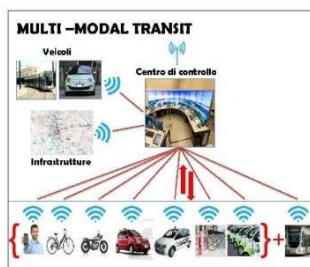 MULTI –MODAL TRANSIT
Veicoli
Centro di controllo
Infrastrutture
{ } +